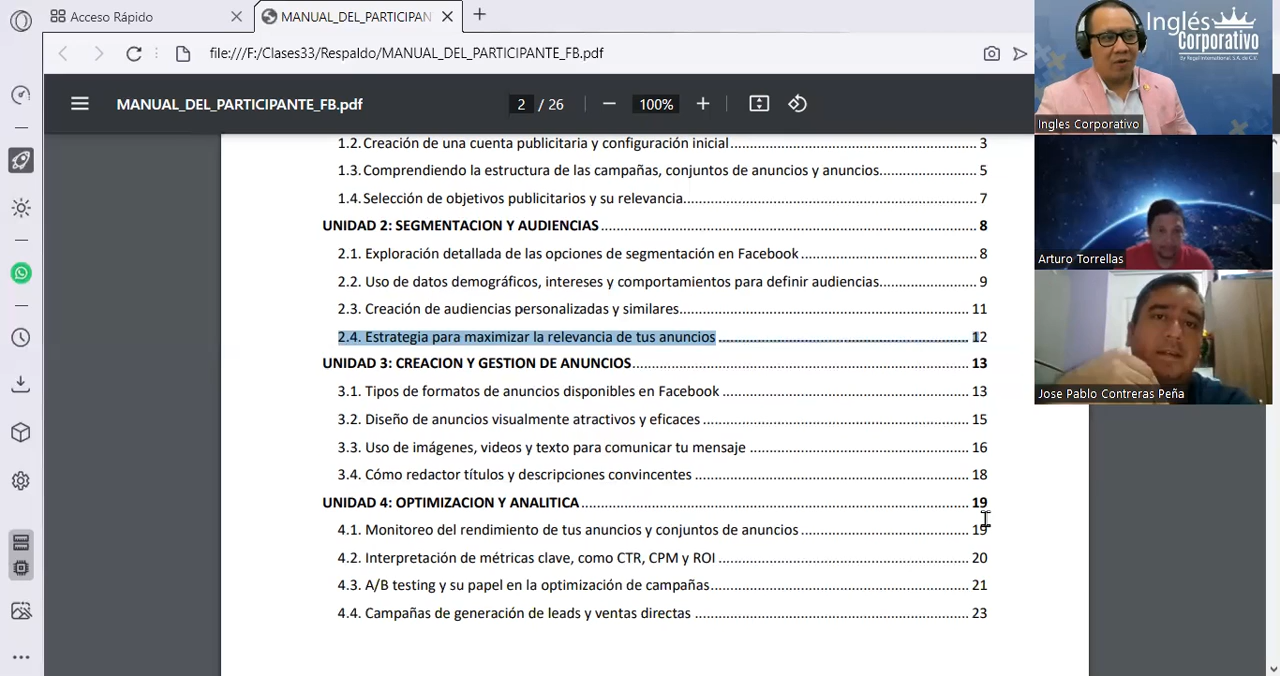 Acceso Rápido
MANUAL_DEL_PARTICIPAN
file:///F:/Clases33/Respaldo/MANUAL_DEL_PARTICIPANTE_FB.pdf
MANUAL_DEL_PARTICIPANTE_FB.pdf
2 / 26
100%
1.2. Creación de una cuenta publicitaria y configuración inicial 3
1.3. Comprendiendo la estructura de las campañas, conjuntos de anuncios y anuncios. 5
1.4. Selección de objetivos publicitarios y su relevancia. 7
UNIDAD 2: SEGMENTACION Y AUDIENCIAS 8
2.1. Exploración detallada de las opciones de segmentación en Facebook 8
2.2. Uso de datos demográficos, intereses y comportamientos para definir audiencias. 9
2.3. Creación de audiencias personalizadas y similares. 11
2.4. Estrategia para maximizar la relevancia de tus anuncios 12
UNIDAD 3: CREACION Y GESTION DE ANUNCIOS 13
3.1. Tipos de formatos de anuncios disponibles en Facebook 13
3.2. Diseño de anuncios visualmente atractivos y eficaces 15
3.3. Uso de imágenes, videos y texto para comunicar tu mensaje 16
3.4. Cómo redactor títulos y descripciones convincentes 18
UNIDAD 4: OPTIMIZACION Y ANALITICA 19
4.1. Monitoreo del rendimiento de tus anuncios y conjuntos de anuncios 19
4.2. Interpretación de métricas clave, como CTR, CPM y ROI 20
4.3. A/B testing y su papel en la optimización de campañas 21
4.4. Campañas de generación de leads y ventas directas 23
Inglés
Corporativo
By Regel International, S.A. de C.V.
Ingles Corporativo
Arturo Torrellas
Jose Pablo Contreras Peña